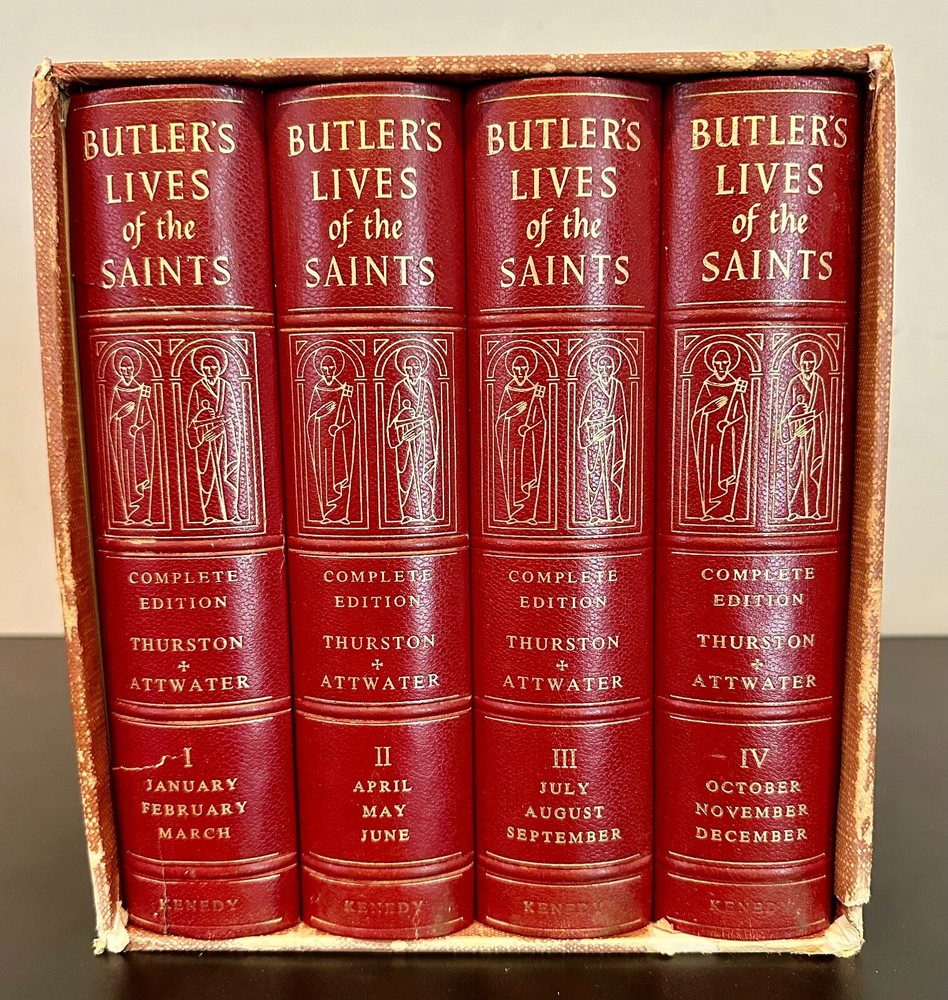 BUTLER'S
LIVES
of the
SAINTS
COMPLETE
EDITION
THURSTON
+
ATTWATER
I
JANUARY
FEBRUARY
MARCH
KENEDY
BUTLER'S
LIVES
of the
SAINTS
COMPLETE
EDITION
THURSTON
+
ATTWATER
II
APRIL
MAY
JUNE
KENEDY
BUTLER'S
LIVES
of the
SAINTS
COMPLETE
EDITION
THURSTON
+
ATTWATER
III
JULY
AUGUST
SEPTEMBER
KENEDY
BUTLER'S
LIVES
of the
SAINTS
COMPLETE
EDITION
THURSTON
+
ATTWATER
IV
OCTOBER
NOVEMBER
DECEMBER
KENEDY